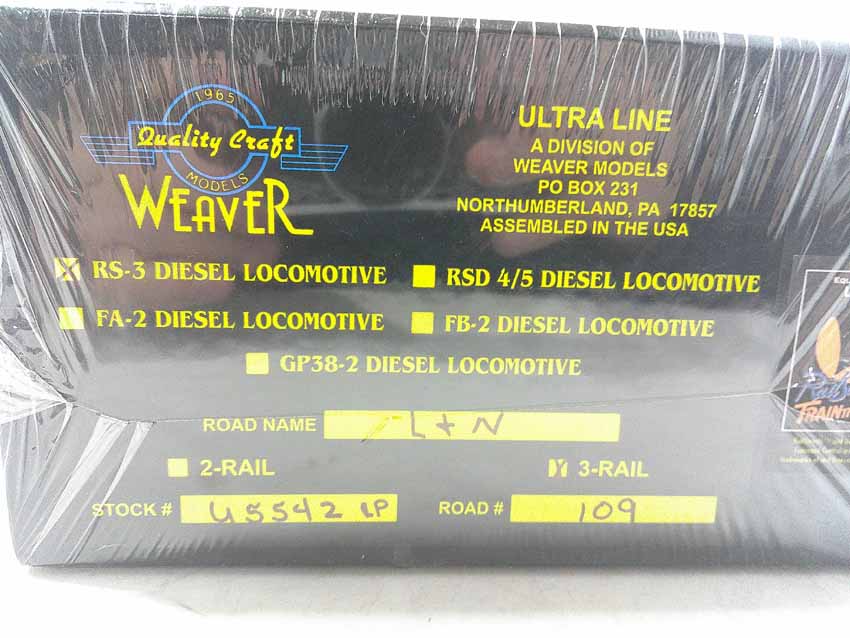 1965
Quality Craft
MODELS
WEAVER
ULTRA LINE
A DIVISION OF
WEAVER MODELS
PO BOX 231
NORTHUMBERLAND, PA 17857
ASSEMBLED IN THE USA
RS-3 DIESEL LOCOMOTIVE
RSD 4/5 DIESEL LOCOMOTIVE
FA-2 DIESEL LOCOMOTIVE
FB-2 DIESEL LOCOMOTIVE
GP38-2 DIESEL LOCOMOTIVE
ROAD NAME L + N
2-RAIL
3-RAIL
STOCK # U5542 LP
ROAD # 109